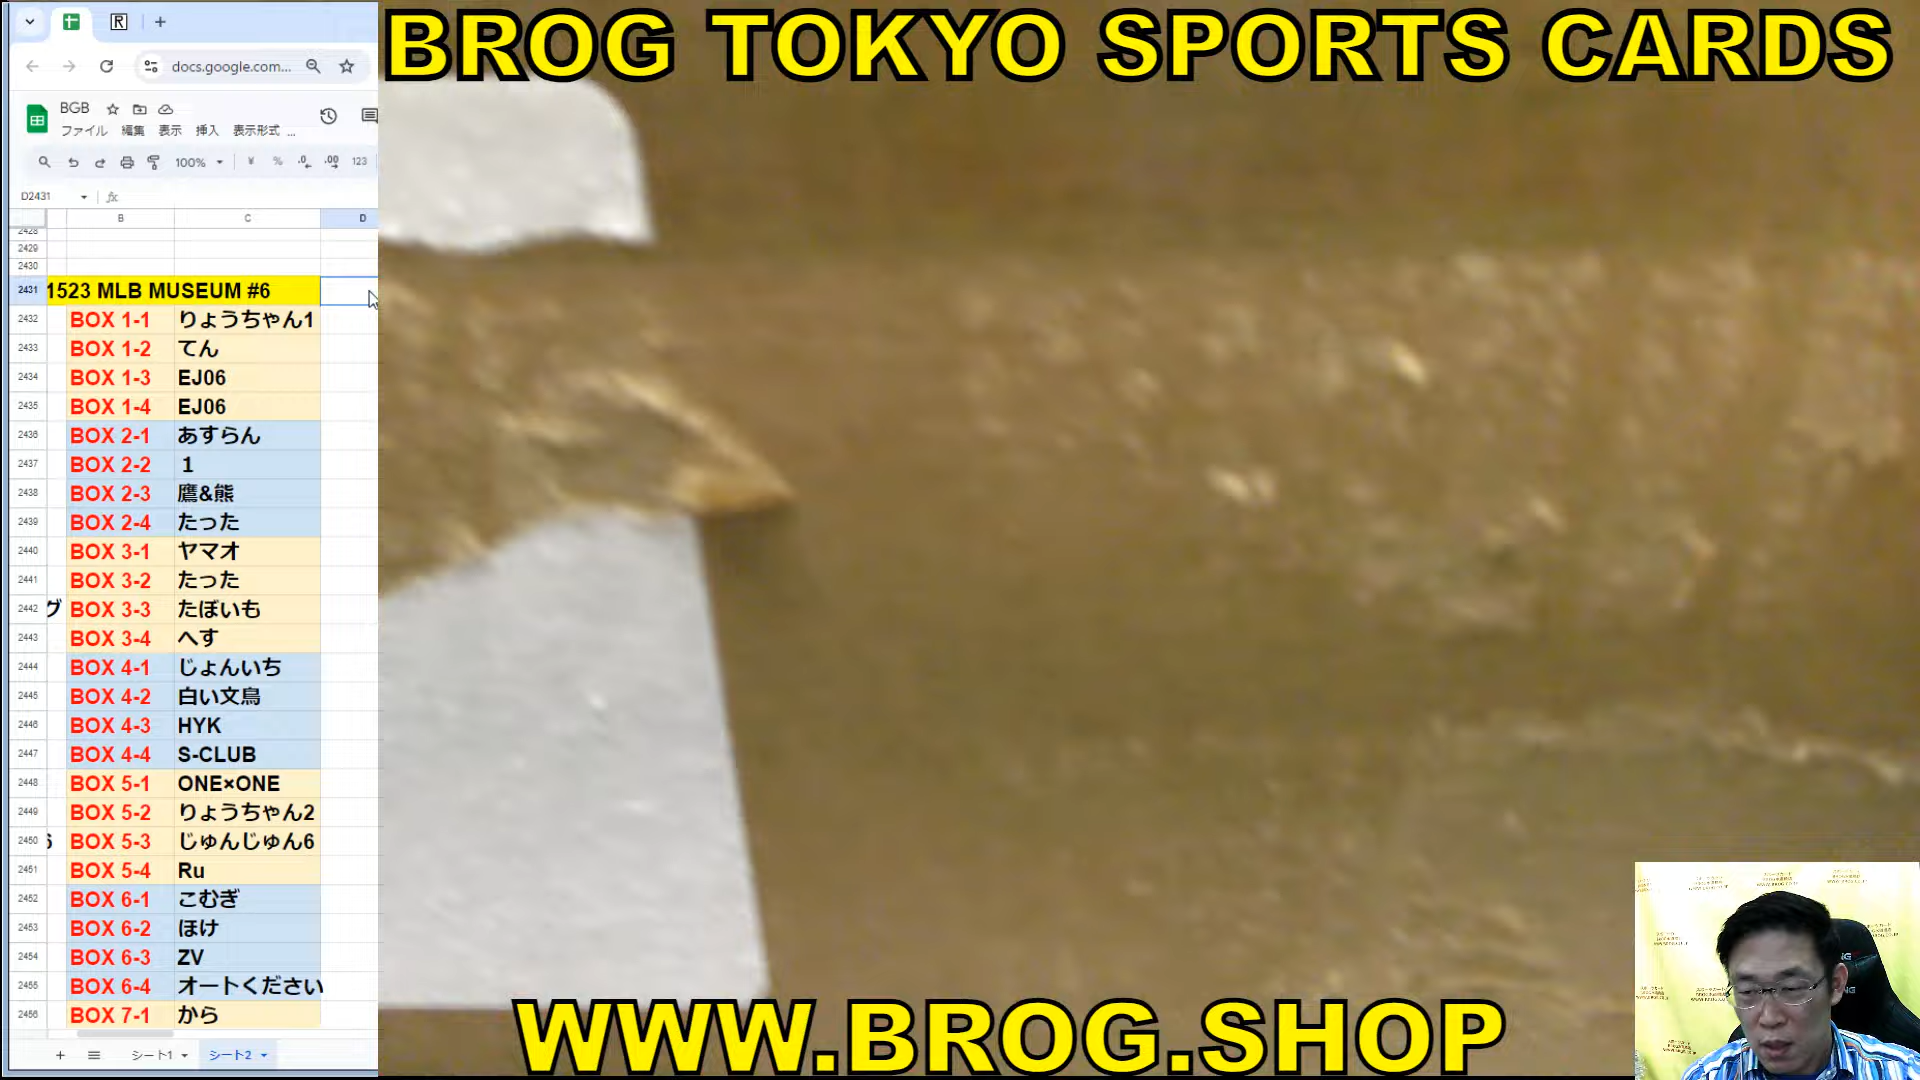 BROG TOKYO SPORTS CARDS
docs.google.com...
BGB
ファイル 編集 表示 挿入 表示形式 ...
100% ¥ % .0 .00 123
D2431 fx
B C D
2428
2429
2430
2431 1523 MLB MUSEUM #6
2432 BOX 1-1 りょうちゃん1
2433 BOX 1-2 てん
2434 BOX 1-3 EJ06
2435 BOX 1-4 EJ06
2436 BOX 2-1 あすらん
2437 BOX 2-2 1
2438 BOX 2-3 鷹&熊
2439 BOX 2-4 たった
2440 BOX 3-1 ヤマオ
2441 BOX 3-2 たった
2442 グ BOX 3-3 たぼいも
2443 BOX 3-4 へす
2444 BOX 4-1 じょんいち
2445 BOX 4-2 白い文鳥
2446 BOX 4-3 HYK
2447 BOX 4-4 S-CLUB
2448 BOX 5-1 ONE×ONE
2449 BOX 5-2 りょうちゃん2
2450 6 BOX 5-3 じゅんじゅん6
2451 BOX 5-4 Ru
2452 BOX 6-1 こむぎ
2453 BOX 6-2 ほけ
2454 BOX 6-3 ZV
2455 BOX 6-4 オートください
2456 BOX 7-1 から
シート1 シート2
WWW.BROG.SHOP